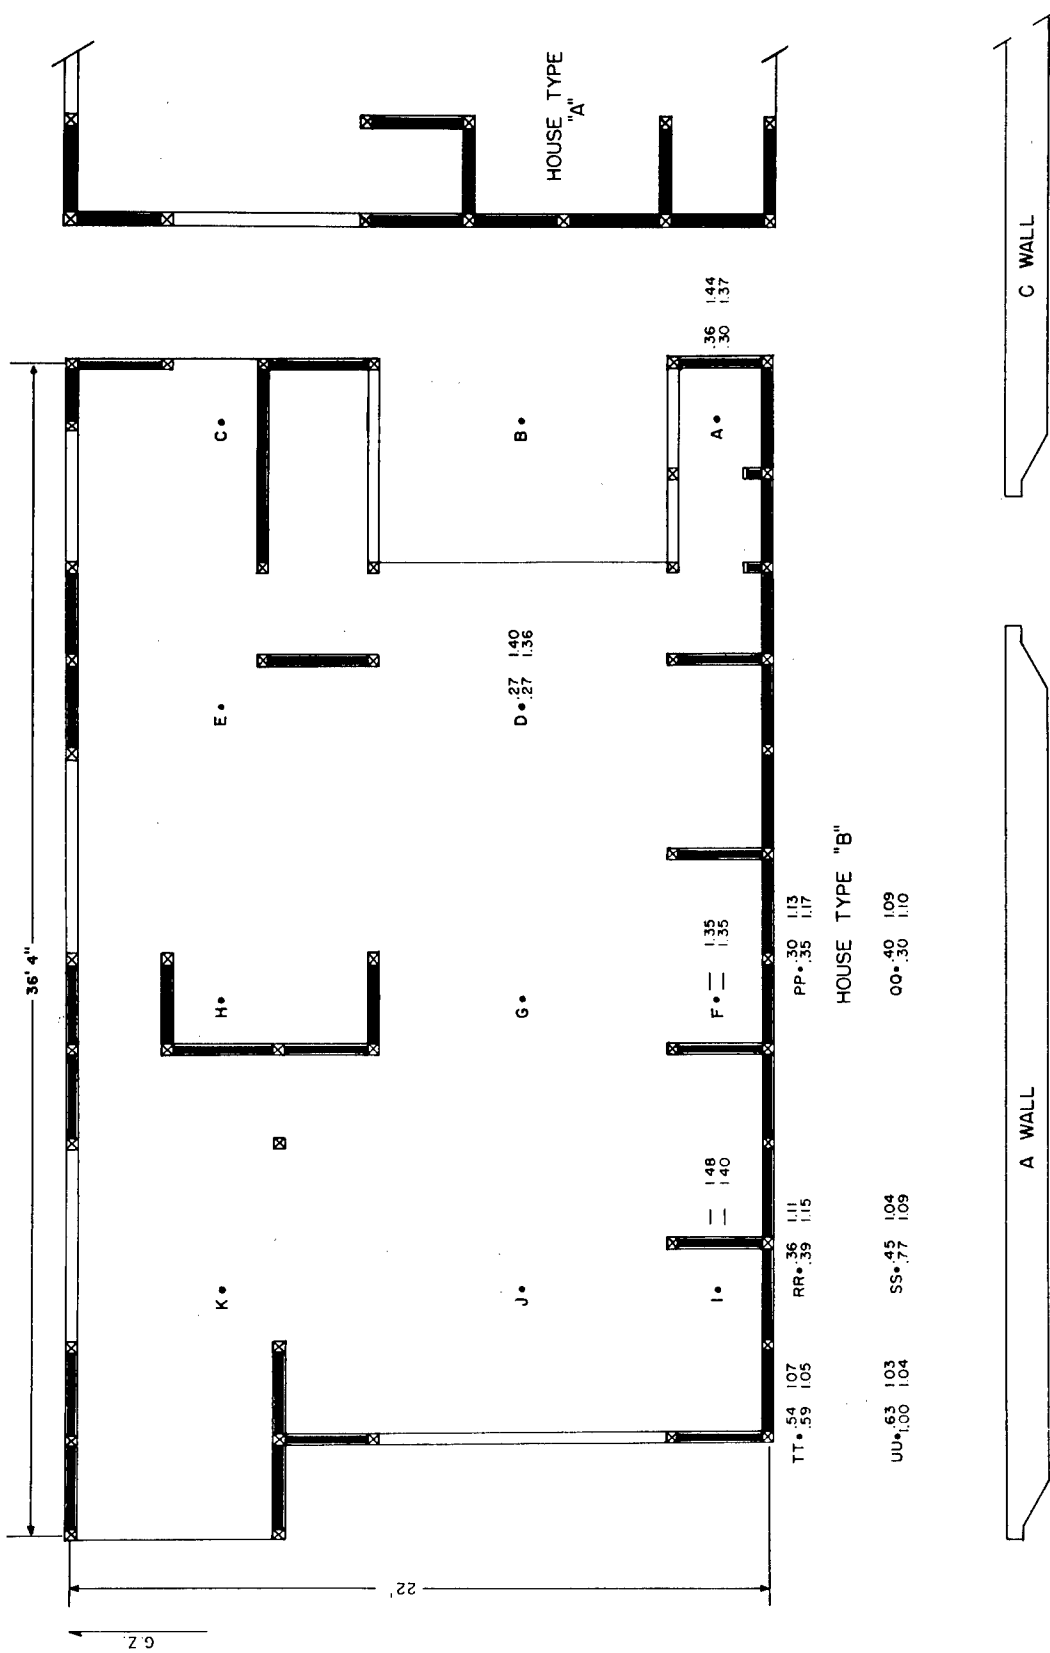 HOUSE TYPE
"A"
36' 4"
C•
B•
A•
.36 1.44
.30 1.37
E•
D• .27 1.40
.27 1.36
H•
G•
F• — 1.35
— 1.35
PP• .30 1.13
.35 1.17
HOUSE TYPE "B"
QQ• .40 1.09
.30 1.10
— 1.48
— 1.40
K•
J•
I•
RR• .36 1.11
.39 1.15
SS• .45 1.04
.77 1.09
TT• .54 1.07
.59 1.05
UU• .63 1.03
1.00 1.04
22'
G.Z.
C WALL
A WALL